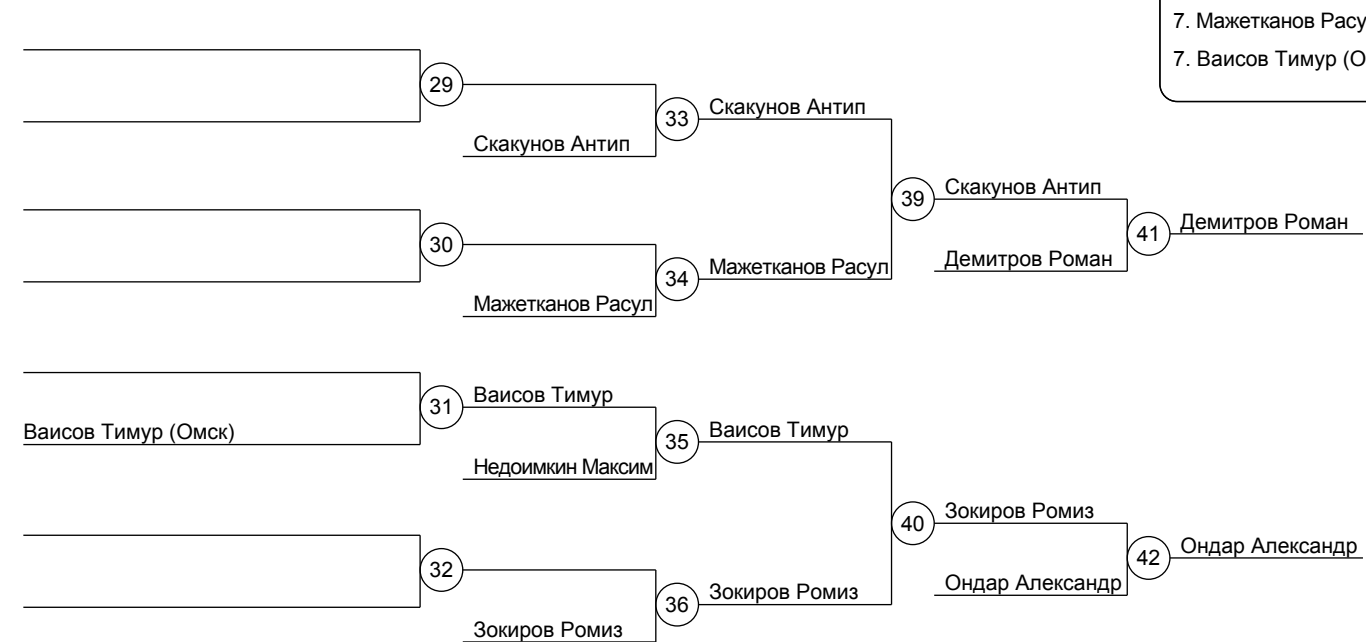 7. Мажетканов Расу
7. Ваисов Тимур (О
29
33
Скакунов Антип
Скакунов Антип
39
Скакунов Антип
41
Демитров Роман
30
Демитров Роман
34
Мажетканов Расул
Мажетканов Расул
31
Ваисов Тимур
Ваисов Тимур (Омск)
35
Ваисов Тимур
Недоимкин Максим
40
Зокиров Ромиз
42
Ондар Александр
32
Ондар Александр
36
Зокиров Ромиз
Зокиров Ромиз